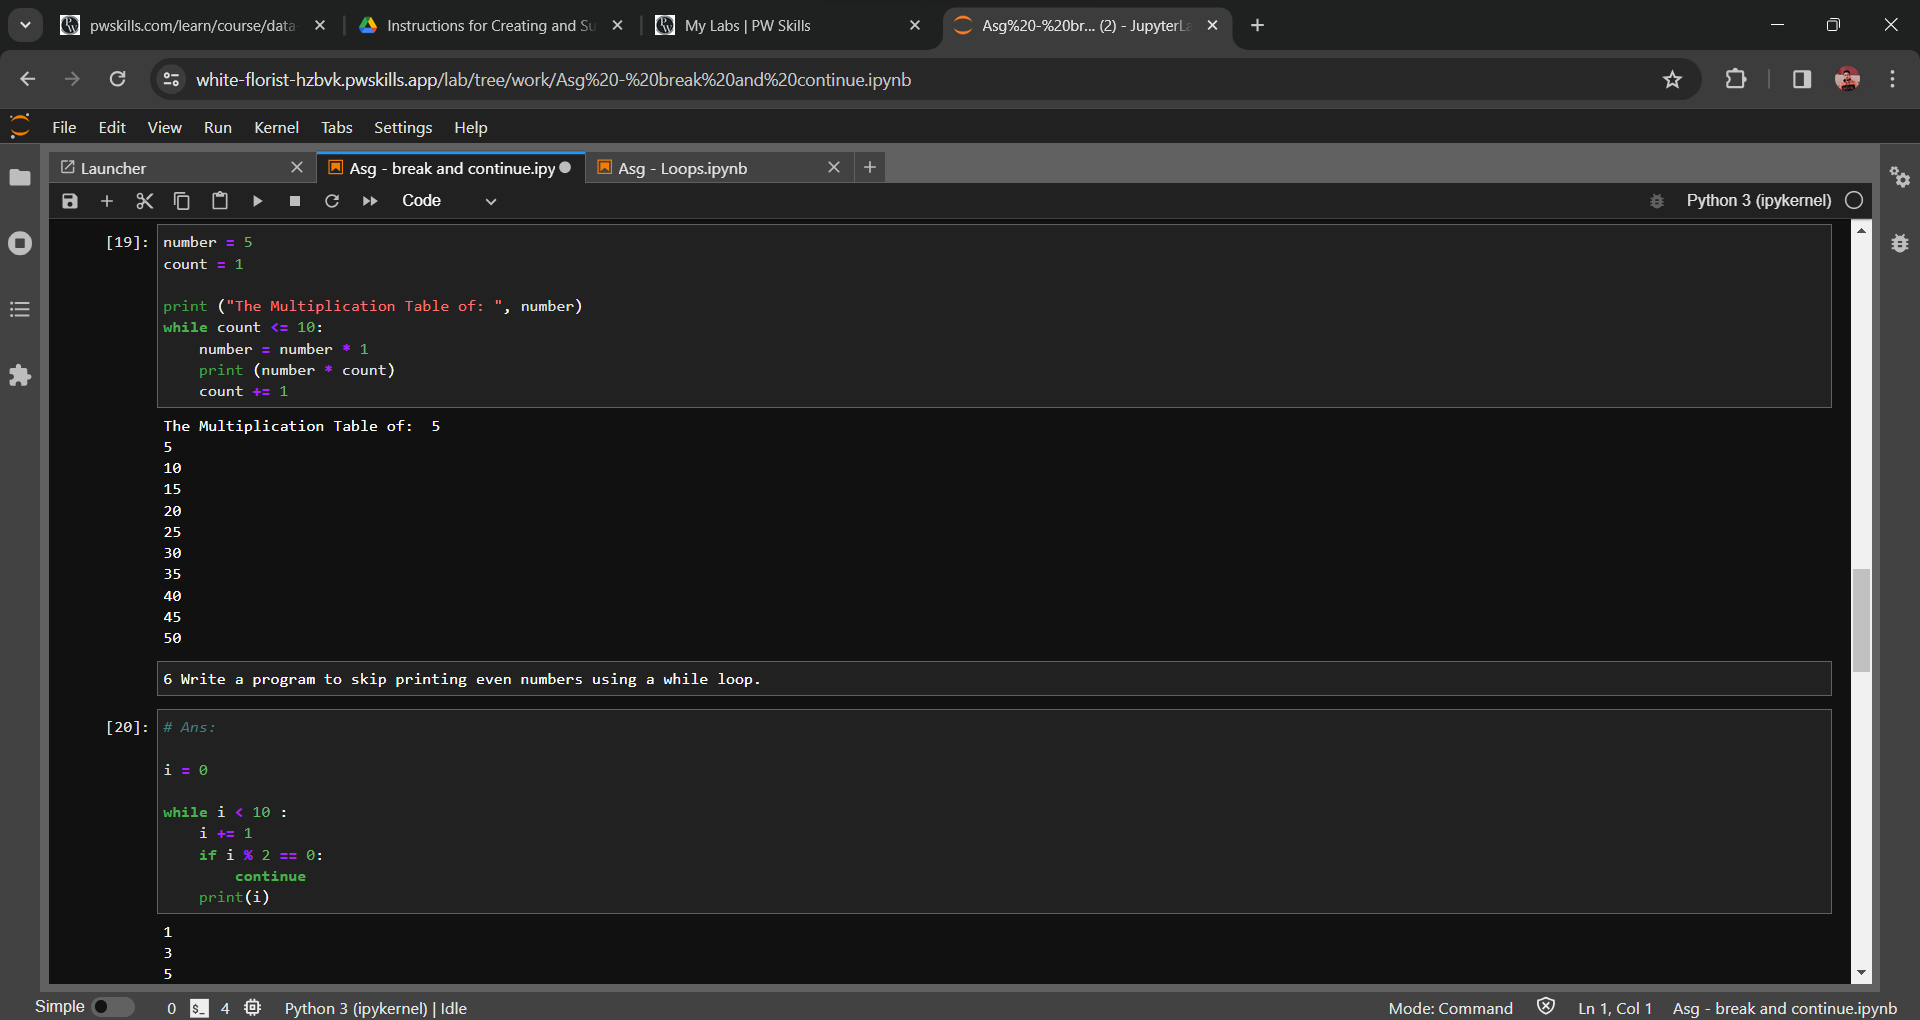 pwskills.com/learn/course/data-
Instructions for Creating and Su
My Labs | PW Skills
Asg%20-%20br... (2) - JupyterLa
white-florist-hzbvk.pwskills.app/lab/tree/work/Asg%20-%20break%20and%20continue.ipynb
File Edit View Run Kernel Tabs Settings Help
Launcher
Asg - break and continue.ipy
Asg - Loops.ipynb
Code
Python 3 (ipykernel)
[19]:
number = 5
count = 1
print ("The Multiplication Table of: ", number)
while count <= 10:
number = number * 1
print (number * count)
count += 1
The Multiplication Table of:  5
5
10
15
20
25
30
35
40
45
50
6 Write a program to skip printing even numbers using a while loop.
[20]:
# Ans:
i = 0
while i < 10 :
i += 1
if i % 2 == 0:
continue
print(i)
1
3
5
Simple 0 $_ 4 Python 3 (ipykernel) | Idle Mode: Command Ln 1, Col 1 Asg - break and continue.ipynb